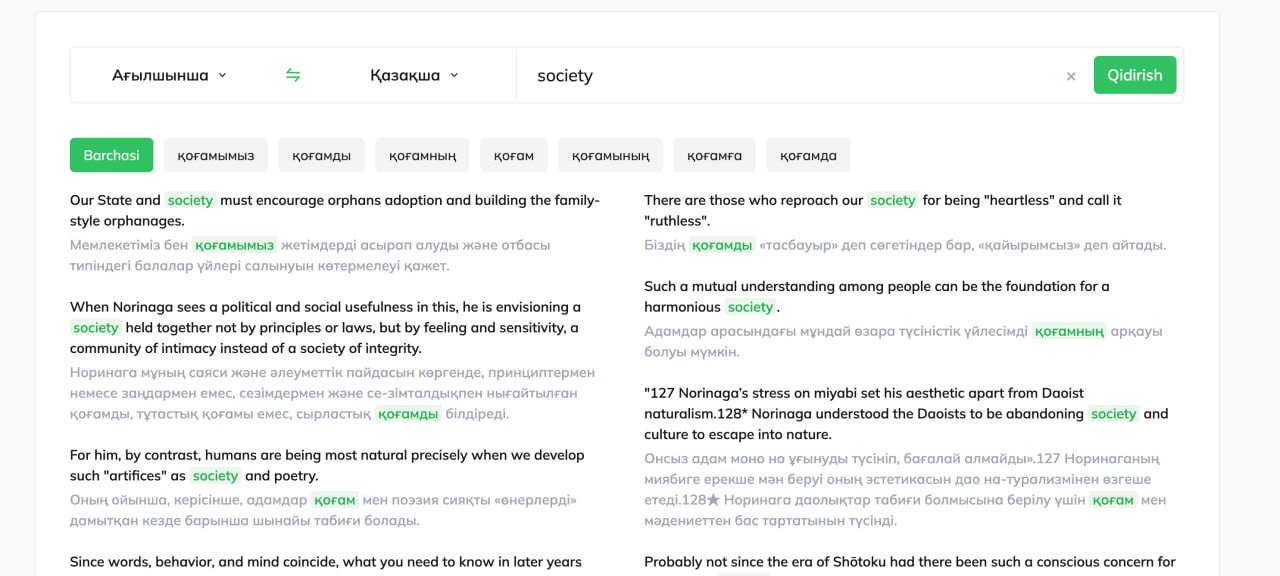 Ағылшынша
Қазақша
society
Qidirish
Barchasi
қоғамымыз
қоғамды
қоғамның
қоғам
қоғамының
қоғамға
қоғамда
Our State and society must encourage orphans adoption and building the family-
style orphanages.
Мемлекетіміз бен қоғамымыз жетімдерді асырап алуды және отбасы
типіндегі балалар үйлері салынуын көтермелеуі қажет.
When Norinaga sees a political and social usefulness in this, he is envisioning a
society held together not by principles or laws, but by feeling and sensitivity, a
community of intimacy instead of a society of integrity.
Норинага мұның саяси және әлеуметтік пайдасын көргенде, принциптермен
немесе заңдармен емес, сезімдермен және се-зімталдықпен нығайтылған
қоғамды, тұтастық қоғамы емес, сырластық қоғамды білдіреді.
For him, by contrast, humans are being most natural precisely when we develop
such "artifices" as society and poetry.
Оның ойынша, керісінше, адамдар қоғам мен поэзия сияқты «өнерлерді»
дамытқан кезде барынша шынайы табиғи болады.
Since words, behavior, and mind coincide, what you need to know in later years
There are those who reproach our society for being "heartless" and call it
"ruthless".
Біздің қоғамды «тасбауыр» деп сөгетіндер бар, «қайырымсыз» деп айтады.
Such a mutual understanding among people can be the foundation for a
harmonious society .
Адамдар арасындағы мұндай өзара түсіністік үйлесімді қоғамның арқауы
болуы мүмкін.
"127 Norinaga's stress on miyabi set his aesthetic apart from Daoist
naturalism.128* Norinaga understood the Daoists to be abandoning society and
culture to escape into nature.
Онсыз адам моно но ұғынуды түсініп, бағалай алмайды».127 Норинаганың
миябиге ерекше мән беруі оның эстетикасын дао на-турализмінен өзгеше
етеді.128★ Норинага даолықтар табиғи болмысына берілу үшін қоғам мен
мәдениеттен бас тартатынын түсінді.
Probably not since the era of Shōtoku had there been such a conscious concern for